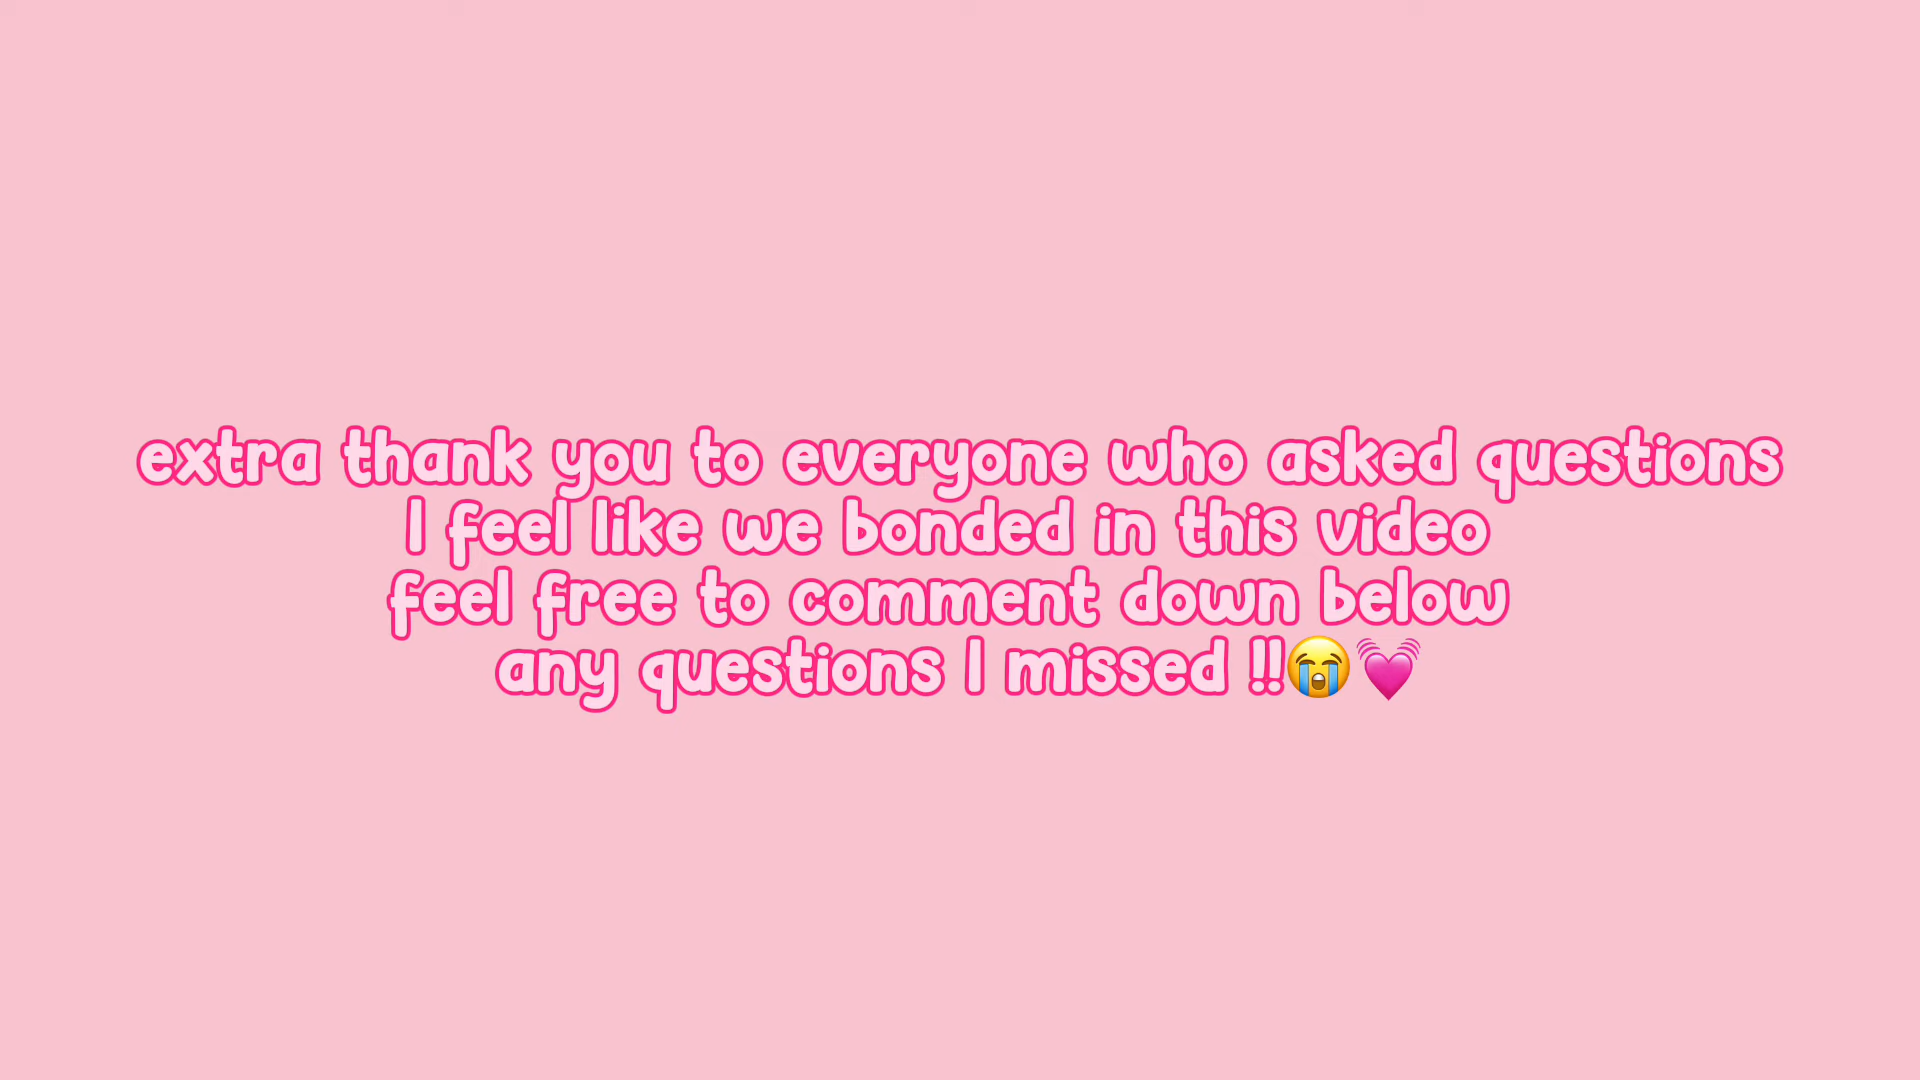 extra thank you to everyone who asked questions
I feel like we bonded in this video
feel free to comment down below
any questions I missed !!😭💓